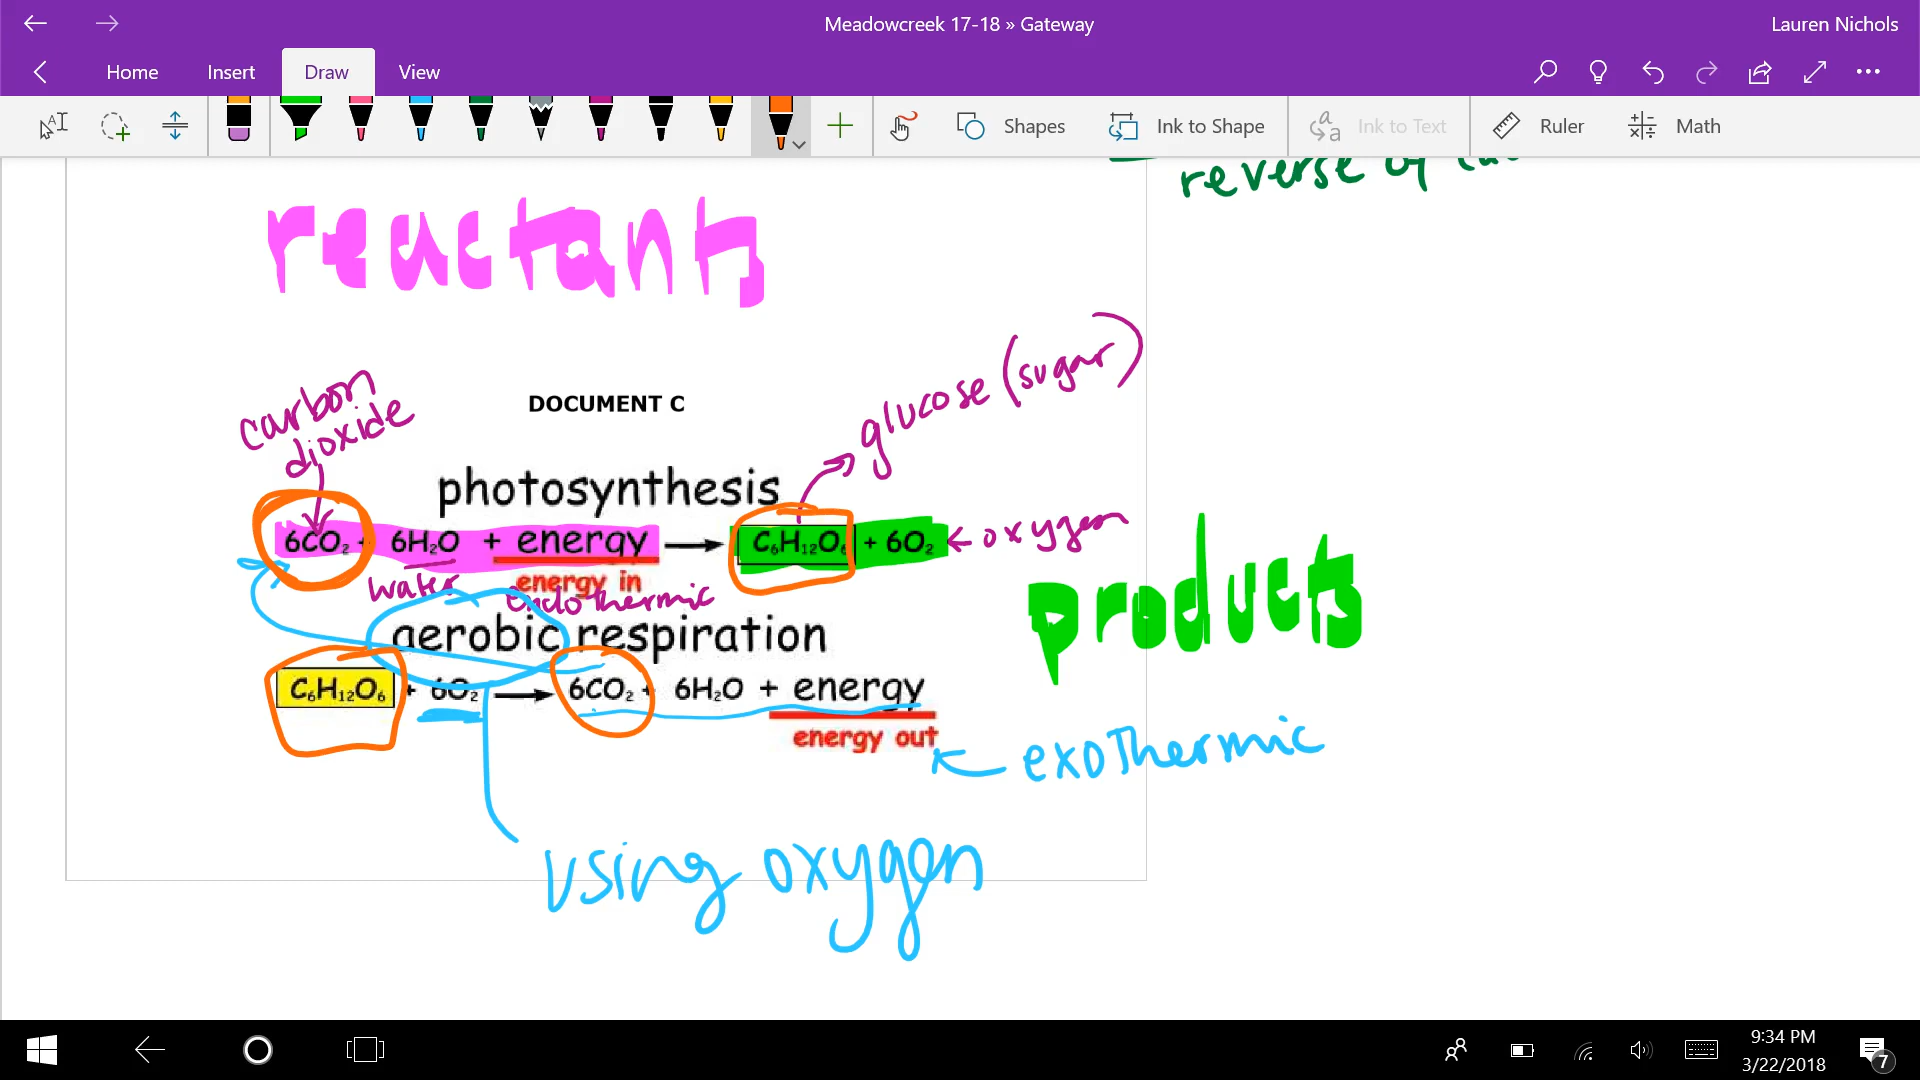 Meadowcreek 17-18 » Gateway
Lauren Nichols
Home Insert Draw View
Shapes Ink to Shape Ink to Text Ruler Math
reverse of
reactants
DOCUMENT C
carbon
dioxide
glucose (sugar)
photosynthesis
6CO₂ + 6H₂O + energy → C₆H₁₂O₆ + 6O₂ ← oxygen
water
energy in
endothermic
products
aerobic respiration
C₆H₁₂O₆ + 6O₂ → 6CO₂ + 6H₂O + energy
energy out
exothermic
using oxygen
9:34 PM
3/22/2018
7